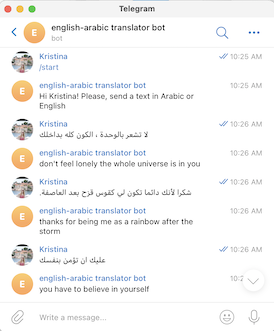 Telegram
english-arabic translator bot
bot
Kristina 10:25 AM
/start
english-arabic translator bot 10:25 AM
Hi Kristina! Please, send a text in Arabic or
English
Kristina 10:26 AM
لا تشعر بالوحدة ، الكون كله بداخلك
english-arabic translator bot 10:26 AM
don't feel lonely the whole universe is in you
Kristina 10:26 AM
شكرا لأنك دائما تكون لي كقوس قزح بعد العاصفة.
english-arabic translator bot 10:26 AM
thanks for being me as a rainbow after the
storm
Kristina 10:26 AM
عليك ان تؤمن بنفسك
english-arabic translator bot 10:26 AM
you have to believe in yourself
Write a message...